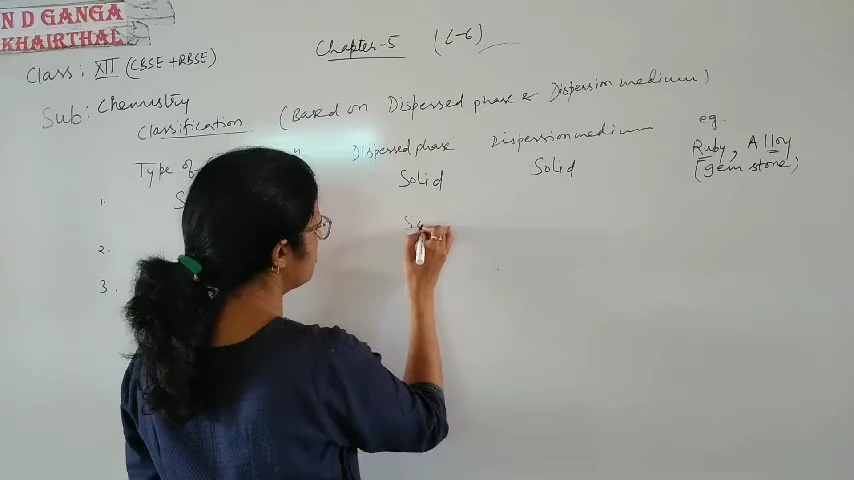 N D GANGA
KHAIRTHAL
Chapter-5 (L-6)
Class: XII (CBSE+RBSE)
Sub: Chemistry
Classification (Based on Dispersed phase & Dispersion medium)
Type of Dispersed phase Dispersion medium eg.
1. S Solid Solid Ruby, Alloy
(gem stone)
2. So
3.